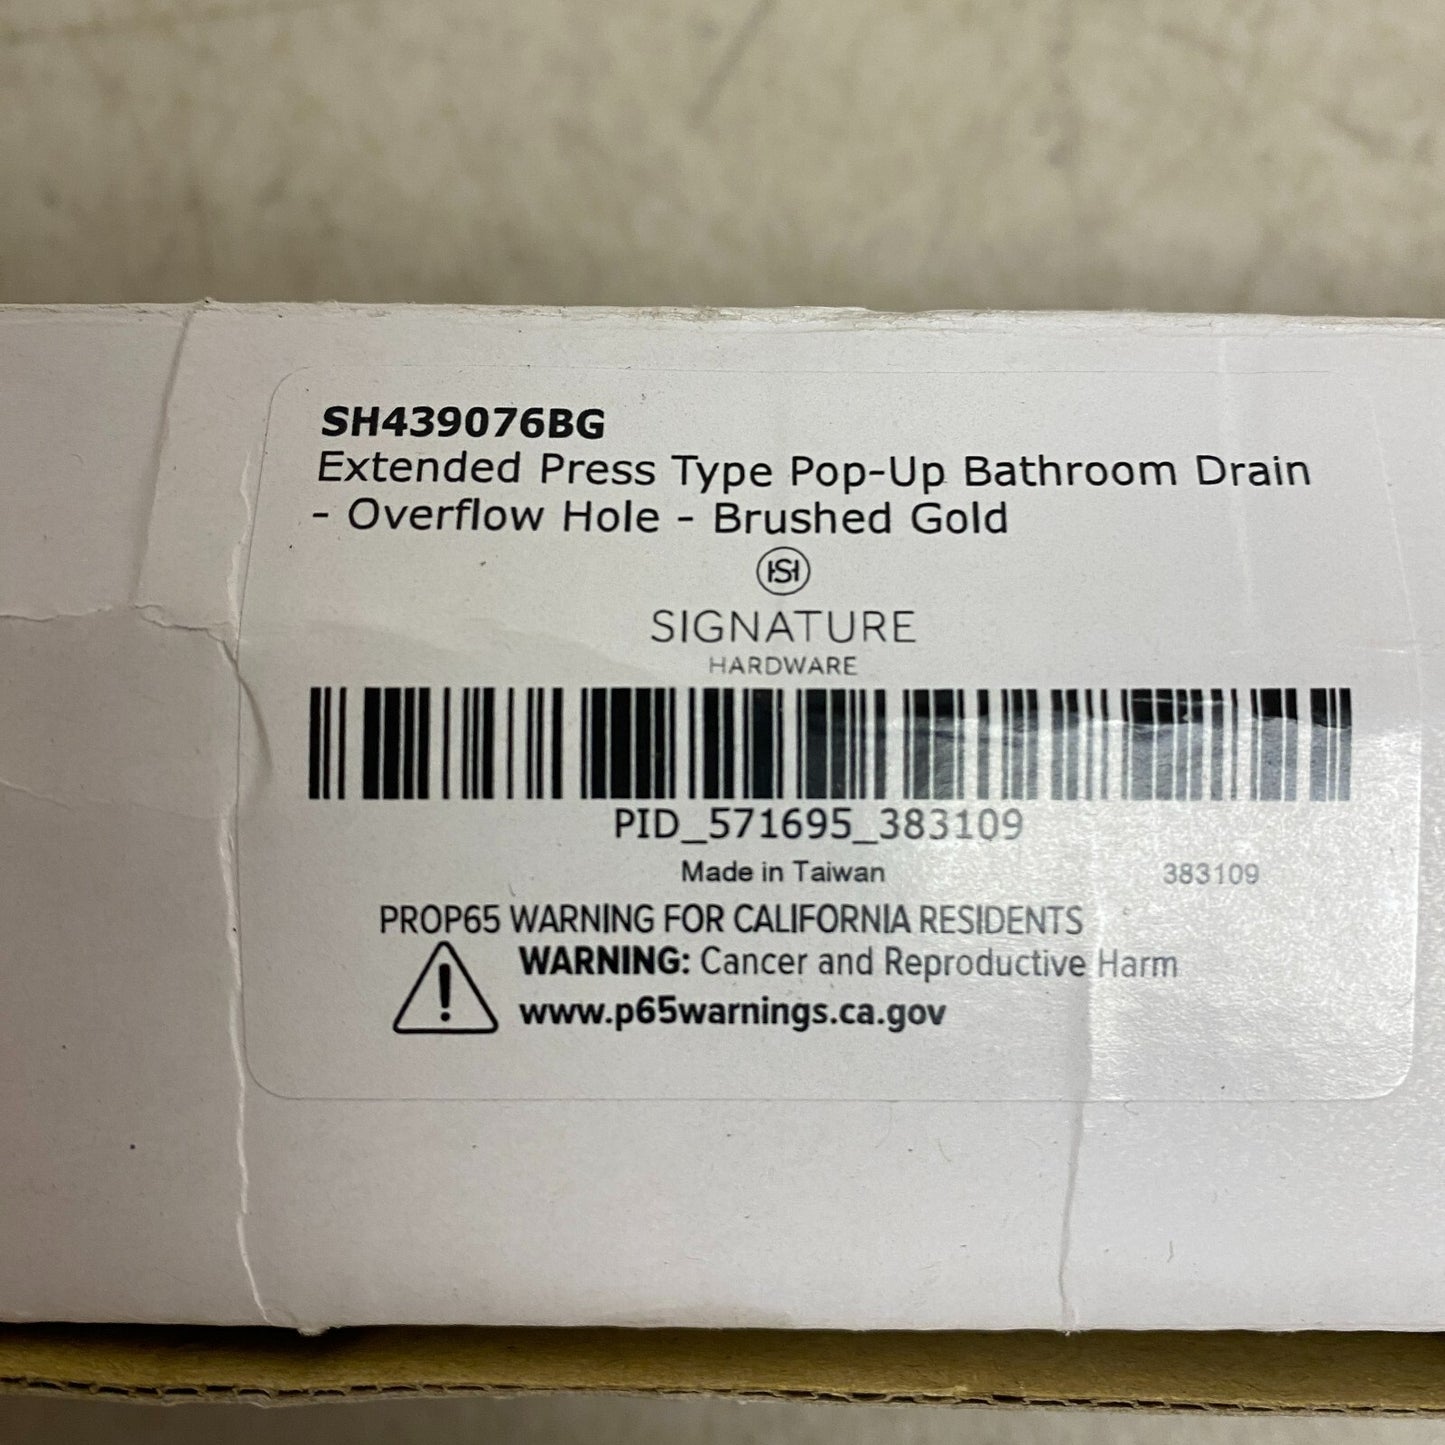 SH439076BG
Extended Press Type Pop-Up Bathroom Drain
- Overflow Hole - Brushed Gold
SH
SIGNATURE
HARDWARE
PID_571695_383109
Made in Taiwan 383109
PROP65 WARNING FOR CALIFORNIA RESIDENTS
! WARNING: Cancer and Reproductive Harm
www.p65warnings.ca.gov